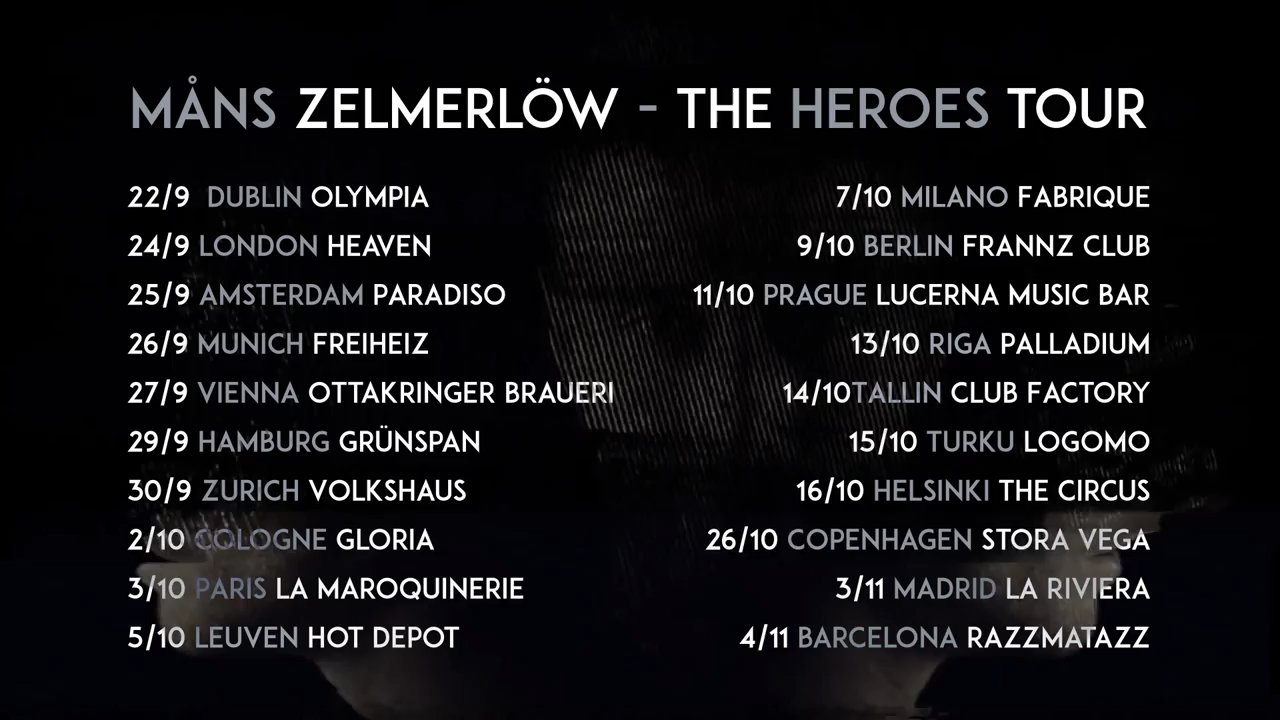 MÅNS ZELMERLÖW - THE HEROES TOUR
22/9 DUBLIN OLYMPIA
24/9 LONDON HEAVEN
25/9 AMSTERDAM PARADISO
26/9 MUNICH FREIHEIZ
27/9 VIENNA OTTAKRINGER BRAUERI
29/9 HAMBURG GRÜNSPAN
30/9 ZURICH VOLKSHAUS
2/10 COLOGNE GLORIA
3/10 PARIS LA MAROQUINERIE
5/10 LEUVEN HOT DEPOT
7/10 MILANO FABRIQUE
9/10 BERLIN FRANNZ CLUB
11/10 PRAGUE LUCERNA MUSIC BAR
13/10 RIGA PALLADIUM
14/10TALLIN CLUB FACTORY
15/10 TURKU LOGOMO
16/10 HELSINKI THE CIRCUS
26/10 COPENHAGEN STORA VEGA
3/11 MADRID LA RIVIERA
4/11 BARCELONA RAZZMATAZZ